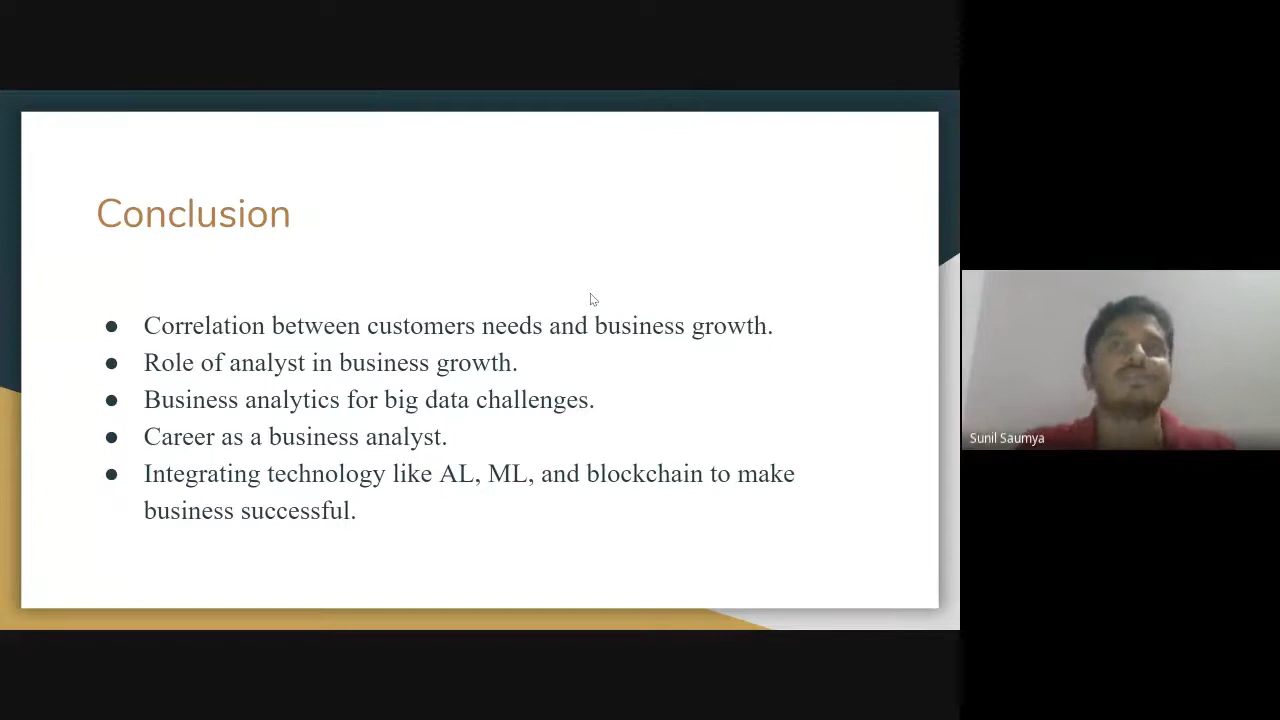 Conclusion
● Correlation between customers needs and business growth.
● Role of analyst in business growth.
● Business analytics for big data challenges.
● Career as a business analyst.
● Integrating technology like AL, ML, and blockchain to make
business successful.
Sunil Saumya